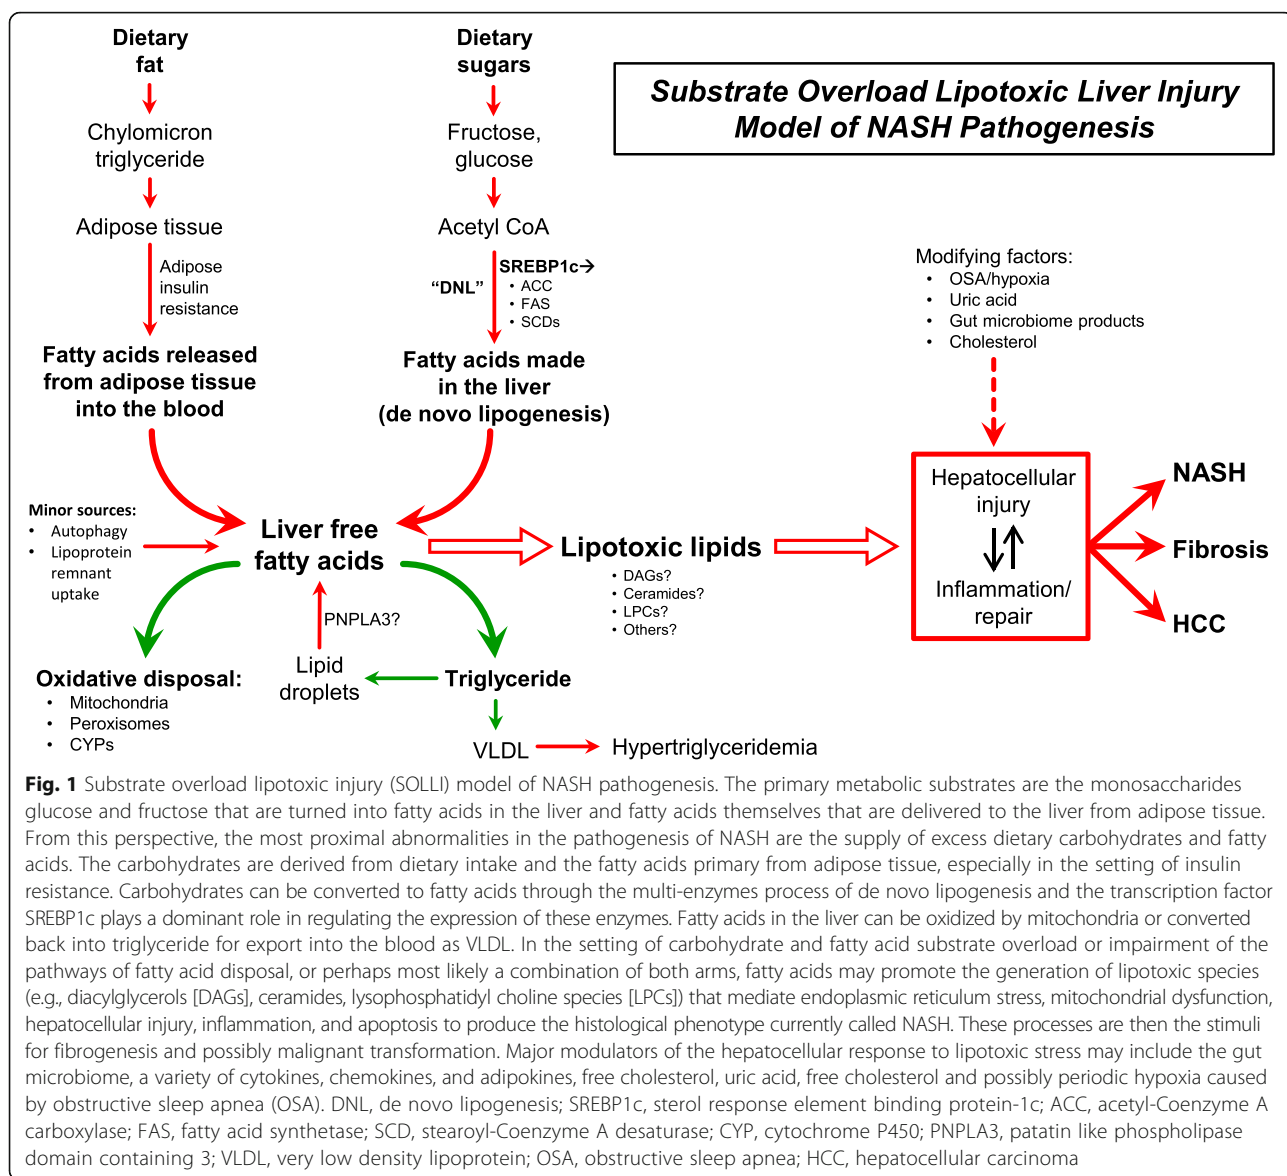 Dietary
fat
Dietary
sugars
Substrate Overload Lipotoxic Liver Injury
Model of NASH Pathogenesis
Chylomicron
triglyceride
Fructose,
glucose
Adipose tissue
Acetyl CoA
Adipose
insulin
resistance
"DNL"
SREBP1c→
• ACC
• FAS
• SCDs
Modifying factors:
• OSA/hypoxia
• Uric acid
• Gut microbiome products
• Cholesterol
Fatty acids released
from adipose tissue
into the blood
Fatty acids made
in the liver
(de novo lipogenesis)
Minor sources:
• Autophagy
• Lipoprotein
remnant
uptake
Liver free
fatty acids
Lipotoxic lipids
• DAGs?
• Ceramides?
• LPCs?
• Others?
Hepatocellular
injury
Inflammation/
repair
NASH
Fibrosis
HCC
PNPLA3?
Oxidative disposal:
• Mitochondria
• Peroxisomes
• CYPs
Lipid
droplets
Triglyceride
VLDL
Hypertriglyceridemia
Fig. 1 Substrate overload lipotoxic injury (SOLLI) model of NASH pathogenesis. The primary metabolic substrates are the monosaccharides
glucose and fructose that are turned into fatty acids in the liver and fatty acids themselves that are delivered to the liver from adipose tissue.
From this perspective, the most proximal abnormalities in the pathogenesis of NASH are the supply of excess dietary carbohydrates and fatty
acids. The carbohydrates are derived from dietary intake and the fatty acids primary from adipose tissue, especially in the setting of insulin
resistance. Carbohydrates can be converted to fatty acids through the multi-enzymes process of de novo lipogenesis and the transcription factor
SREBP1c plays a dominant role in regulating the expression of these enzymes. Fatty acids in the liver can be oxidized by mitochondria or converted
back into triglyceride for export into the blood as VLDL. In the setting of carbohydrate and fatty acid substrate overload or impairment of the
pathways of fatty acid disposal, or perhaps most likely a combination of both arms, fatty acids may promote the generation of lipotoxic species
(e.g., diacylglycerols [DAGs], ceramides, lysophosphatidyl choline species [LPCs]) that mediate endoplasmic reticulum stress, mitochondrial dysfunction,
hepatocellular injury, inflammation, and apoptosis to produce the histological phenotype currently called NASH. These processes are then the stimuli
for fibrogenesis and possibly malignant transformation. Major modulators of the hepatocellular response to lipotoxic stress may include the gut
microbiome, a variety of cytokines, chemokines, and adipokines, free cholesterol, uric acid, free cholesterol and possibly periodic hypoxia caused
by obstructive sleep apnea (OSA). DNL, de novo lipogenesis; SREBP1c, sterol response element binding protein-1c; ACC, acetyl-Coenzyme A
carboxylase; FAS, fatty acid synthetase; SCD, stearoyl-Coenzyme A desaturase; CYP, cytochrome P450; PNPLA3, patatin like phospholipase
domain containing 3; VLDL, very low density lipoprotein; OSA, obstructive sleep apnea; HCC, hepatocellular carcinoma